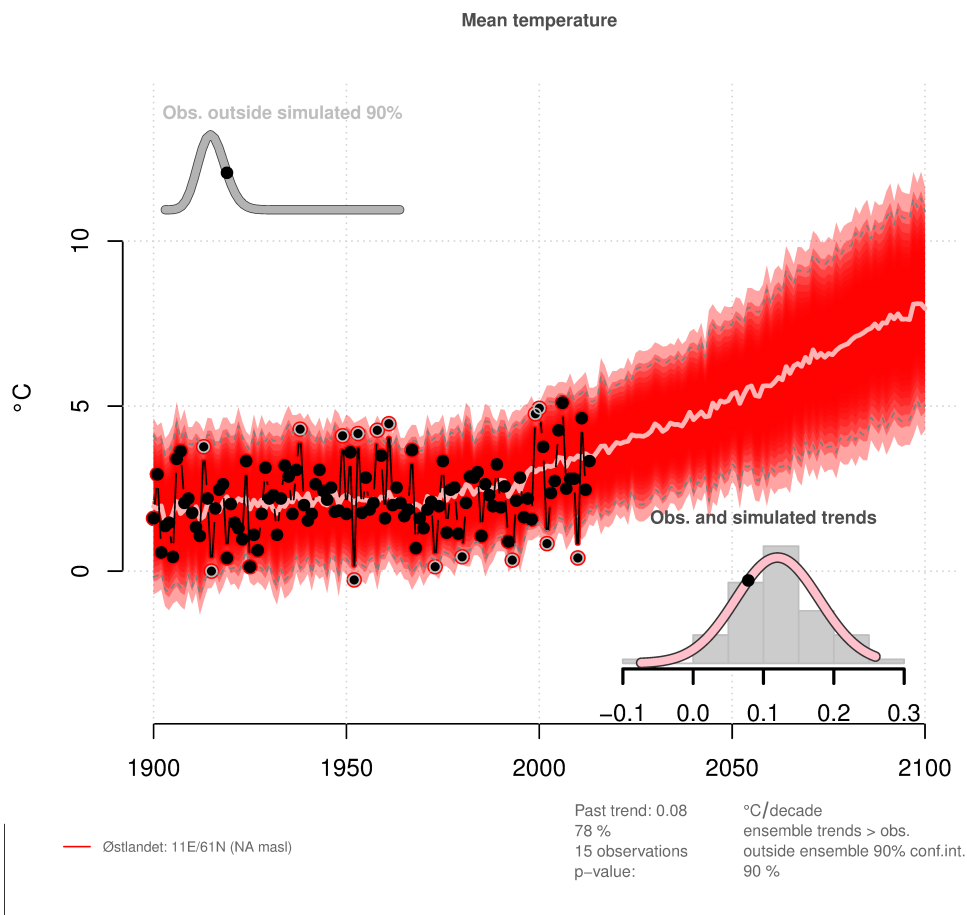 Mean temperature
Obs. outside simulated 90%
10
5
0
°C
Obs. and simulated trends
−0.1 0.0 0.1 0.2 0.3
1900 1950 2000 2050 2100
Østlandet: 11E/61N (NA masl)
Past trend: 0.08 °C/decade
78 % ensemble trends > obs.
15 observations outside ensemble 90% conf.int.
p−value: 90 %